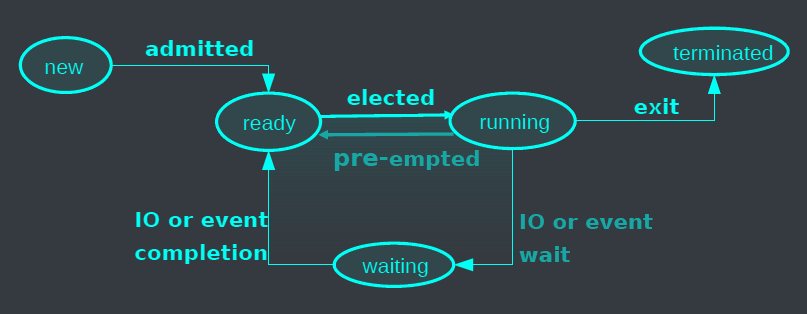 admitted
new
terminated
elected
exit
ready
running
pre-empted
IO or event
completion
IO or event
wait
waiting